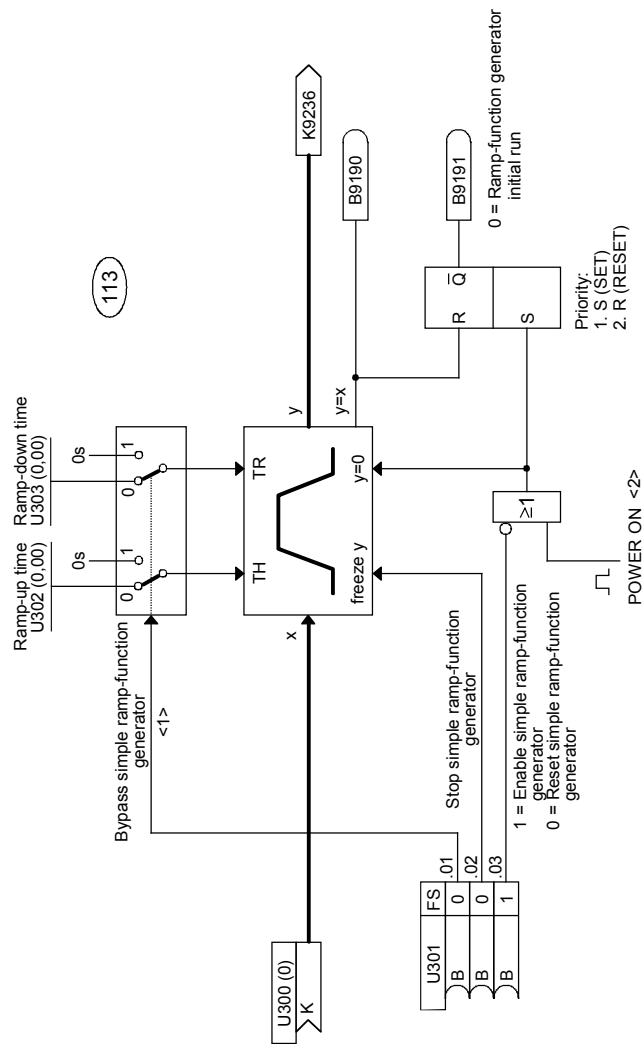 113
Ramp-up time
U302 (0,00)
Ramp-down time
U303 (0,00)
0s
0s
0
1
0
1
Bypass simple ramp-function
generator
<1>
U300 (0)
K
x
TH
TR
y
K9236
freeze y
y=0
y=x
B9190
Stop simple ramp-function
generator
U301
FS
B
0
.01
B
0
.02
B
1
.03
1 = Enable simple ramp-function
generator
0 = Reset simple ramp-function
generator
≥1
POWER ON <2>
R
Q
S
B9191
0 = Ramp-function generator
initial run
Priority:
1. S (SET)
2. R (RESET)